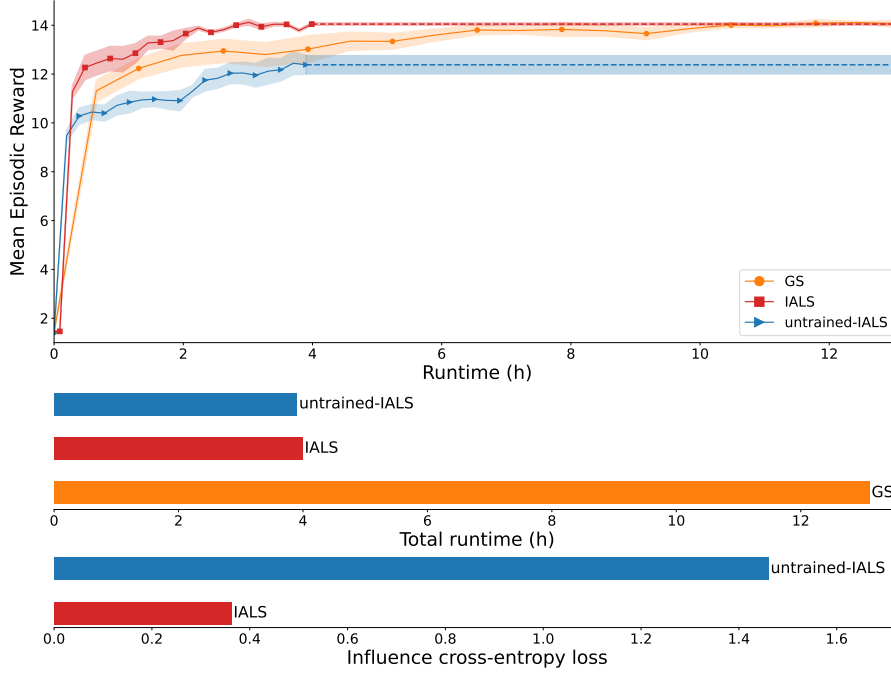 14
12
10
8
6
4
2
Mean Episodic Reward
GS
IALS
untrained-IALS
0 2 4 6 8 10 12
Runtime (h)
untrained-IALS
IALS
GS
0 2 4 6 8 10 12
Total runtime (h)
untrained-IALS
IALS
0.0 0.2 0.4 0.6 0.8 1.0 1.2 1.4 1.6
Influence cross-entropy loss